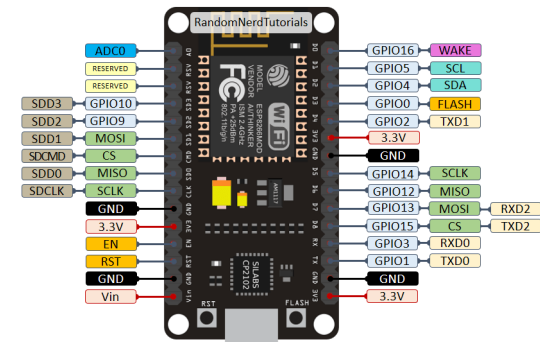 RandomNerdTutorials
ADC0
RESERVED
RESERVED
SDD3 GPIO10
SDD2 GPIO9
SDD1 MOSI
SDCMD CS
SDD0 MISO
SDCLK SCLK
GND
3.3V
EN
RST
GND
Vin
A0
RSV
RSV
SD3
SD2
SD1
CMD
SD0
CLK
GND
3V3
EN
RST
GND
Vin
MODEL ESP8266MOD
VENDOR AI/THINKER
ISM 2.4GHz
PA +25dBm
802.11b/g/n
FC
WiFi
AM1117
SILABS
CP2102
RST
FLASH
D0
D1
D2
D3
D4
3V3
GND
D5
D6
D7
D8
RX
TX
GND
3V3
GPIO16 WAKE
GPIO5 SCL
GPIO4 SDA
GPIO0 FLASH
GPIO2 TXD1
3.3V
GND
GPIO14 SCLK
GPIO12 MISO
GPIO13 MOSI RXD2
GPIO15 CS TXD2
GPIO3 RXD0
GPIO1 TXD0
GND
3.3V